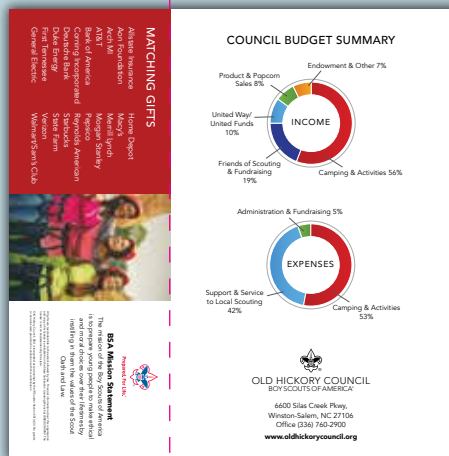 COUNCIL BUDGET SUMMARY
Endowment & Other 7%
Product & Popcorn
Sales 8%
United Way/
United Funds
10%
INCOME
Friends of Scouting
& Fundraising
19%
Camping & Activities 56%
Administration & Fundraising 5%
EXPENSES
Support & Service
to Local Scouting
42%
Camping & Activities
53%
OLD HICKORY COUNCIL
BOY SCOUTS OF AMERICA®
6600 Silas Creek Pkwy,
Winston-Salem, NC 27106
Office (336) 760-2900
www.oldhickorycouncil.org
MATCHING GIFTS
Allstate Insurance
Aon Foundation
Arch MI
AT&T
Bank of America
Corning Incorporated
Deutsche Bank
Duke Energy
First Tennessee
General Electric
Home Depot
Macy's
Merrill Lynch
Morgan Stanley
Pepsico
Reynolds American
Starbucks
State Farm
Verizon
Walmart/Sam's Club
Prepared. For Life.®
BSA Mission Statement
The mission of the Boy Scouts of America
is to prepare young people to make ethical
and moral choices over their lifetimes by
instilling in them the values of the Scout
Oath and Law.